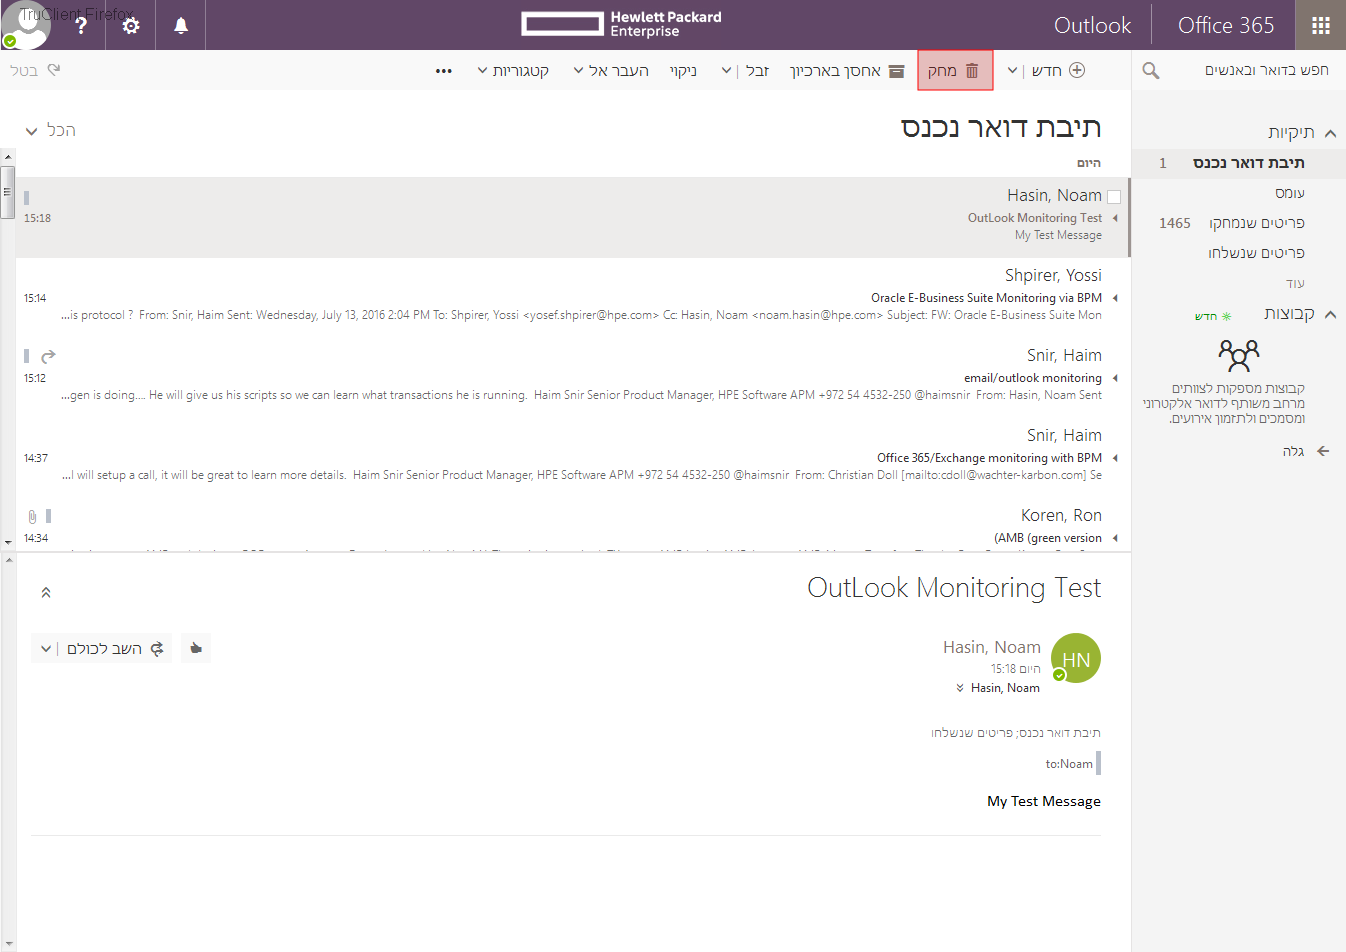 TruClient Firefox
?
Hewlett Packard
Enterprise
Outlook
Office 365
חפש בדואר ובאנשים
חדש
מחק
אחסן בארכיון
זבל
ניקוי
העבר אל
קטגוריות
•••
בטל
תיקיות
תיבת דואר נכנס 1
עומס
פריטים שנמחקו 1465
פריטים שנשלחו
עוד
קבוצות
חדש
קבוצות מספקות לצוותים
מרחב משותף לדואר אלקטרוני
ומסמכים ולתזמון אירועים.
גלה
תיבת דואר נכנס
הכל
היום
Hasin, Noam
OutLook Monitoring Test
15:18
My Test Message
Shpirer, Yossi
Oracle E-Business Suite Monitoring via BPM
15:14
...is protocol ? From: Snir, Haim Sent: Wednesday, July 13, 2016 2:04 PM To: Shpirer, Yossi <yosef.shpirer@hpe.com> Cc: Hasin, Noam <noam.hasin@hpe.com> Subject: FW: Oracle E-Business Suite Mon
Snir, Haim
email/outlook monitoring
15:12
...gen is doing.... He will give us his scripts so we can learn what transactions he is running. Haim Snir Senior Product Manager, HPE Software APM +972 54 4532-250 @haimsnir From: Hasin, Noam Sent
Snir, Haim
Office 365/Exchange monitoring with BPM
14:37
...I will setup a call, it will be great to learn more details. Haim Snir Senior Product Manager, HPE Software APM +972 54 4532-250 @haimsnir From: Christian Doll [mailto:cdoll@wachter-karbon.com] Se
Koren, Ron
(AMB (green version
14:34
OutLook Monitoring Test
HN
Hasin, Noam
היום 15:18
Hasin, Noam
השב לכולם
תיבת דואר נכנס; פריטים שנשלחו
to:Noam
My Test Message